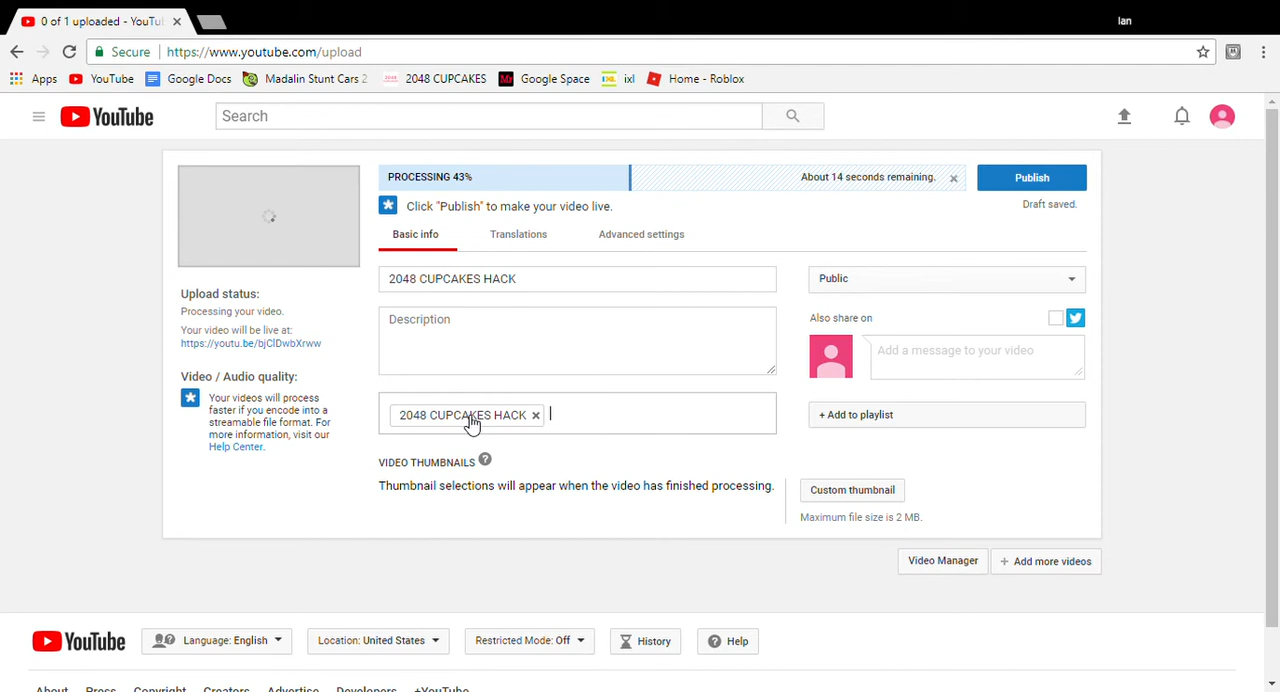 0 of 1 uploaded - YouTu
Ian
Secure https://www.youtube.com/upload
Apps YouTube Google Docs Madalin Stunt Cars 2 2048 CUPCAKES Google Space ixl Home - Roblox
YouTube Search
PROCESSING 43% About 14 seconds remaining. Publish
Click "Publish" to make your video live. Draft saved.
Basic info Translations Advanced settings
2048 CUPCAKES HACK Public
Upload status:
Processing your video.
Your video will be live at:
https://youtu.be/bjClDwbXrww
Description
Also share on
Add a message to your video
Video / Audio quality:
Your videos will process
faster if you encode into a
streamable file format. For
more information, visit our
Help Center.
2048 CUPCAKES HACK + Add to playlist
VIDEO THUMBNAILS
Thumbnail selections will appear when the video has finished processing.
Custom thumbnail
Maximum file size is 2 MB.
Video Manager + Add more videos
YouTube Language: English Location: United States Restricted Mode: Off History Help
About Press Copyright Creators Advertise Developers +YouTube